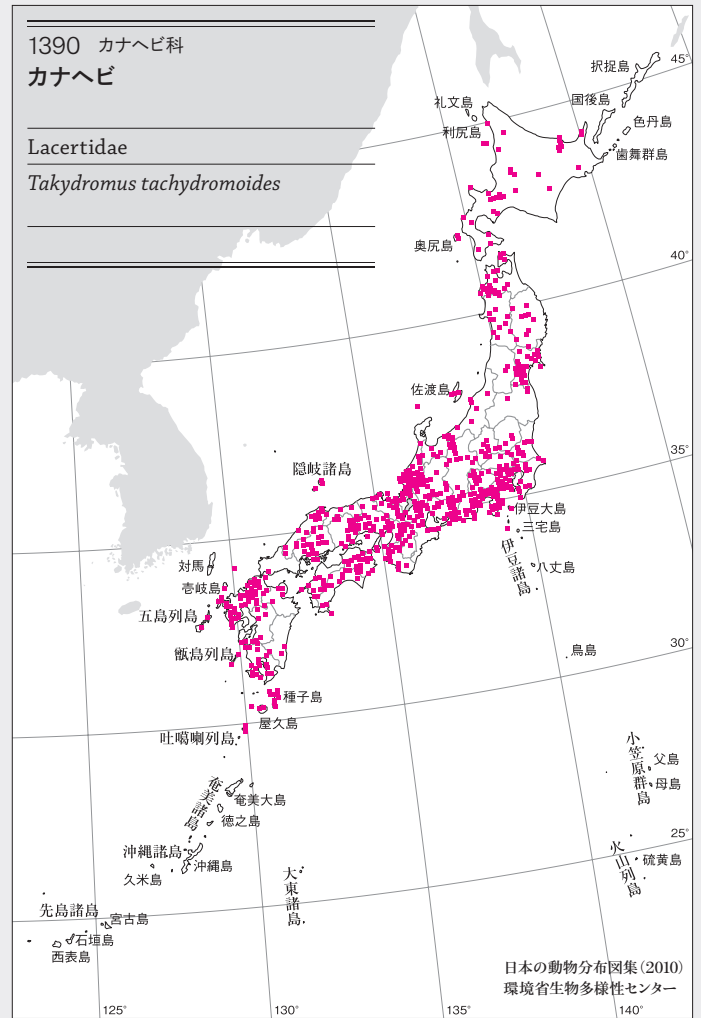 1390 カナヘビ科
カナヘビ
Lacertidae
Takydromus tachydromoides
45°
択捉島
国後島
礼文島
色丹島
利尻島
歯舞群島
奥尻島
40°
佐渡島
35°
隠岐諸島
伊豆大島
三宅島
伊豆諸島
八丈島
対馬
壱岐島
五島列島
甑島列島
鳥島
30°
種子島
屋久島
吐噶喇列島
小笠原群島
父島
母島
奄美諸島
奄美大島
徳之島
25°
沖縄諸島
沖縄島
久米島
火山列島
硫黄島
大東諸島
先島諸島
宮古島
石垣島
西表島
日本の動物分布図集(2010)
環境省生物多様性センター
125°
130°
135°
140°